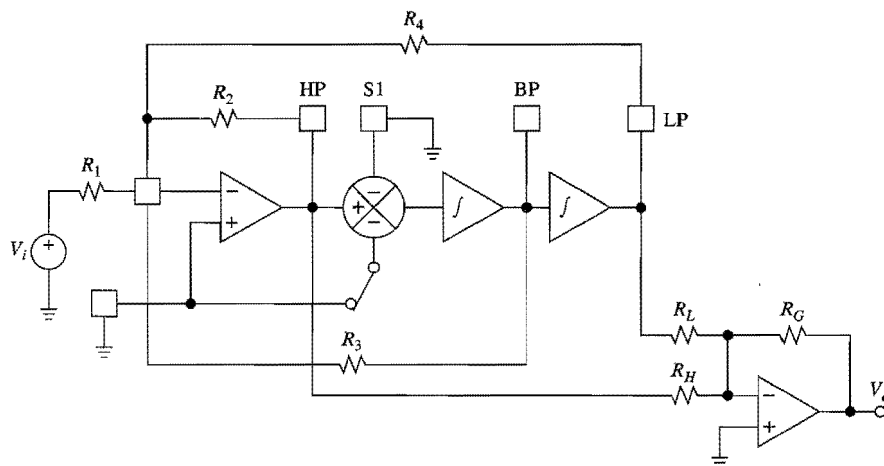 R4
HP
S1
BP
R2
LP
R1
−
+
+
−
−
∫
∫
+
Vi
R3
RL
RG
RH
−
+